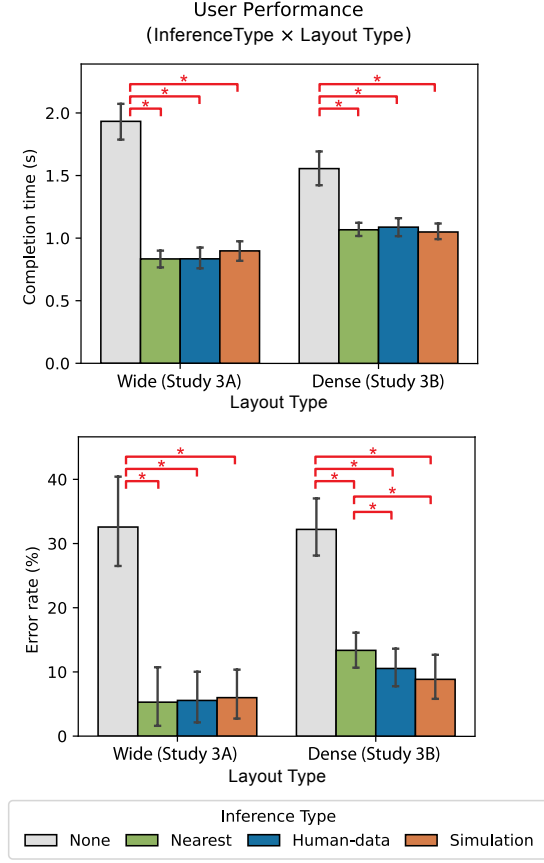 User Performance
(InferenceType × Layout Type)
Completion time (s)
2.0
1.5
1.0
0.5
0.0
* * *
* * *
Wide (Study 3A) Dense (Study 3B)
Layout Type
Error rate (%)
40
30
20
10
0
* * *
* * * * *
Wide (Study 3A) Dense (Study 3B)
Layout Type
Inference Type
None Nearest Human-data Simulation